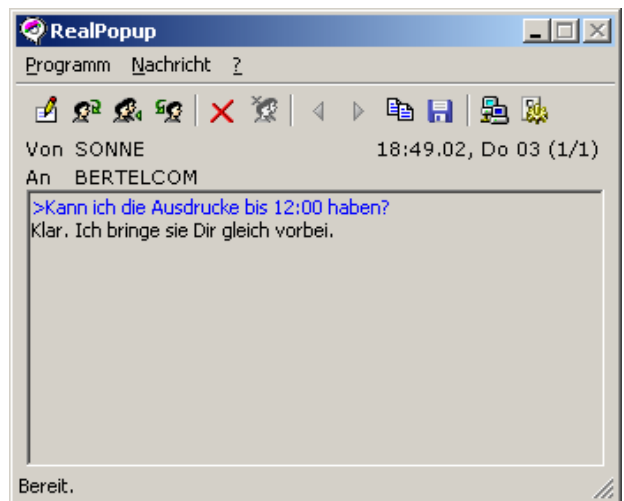 RealPopup
Programm Nachricht ?
Von SONNE 18:49.02, Do 03 (1/1)
An BERTELCOM
>Kann ich die Ausdrucke bis 12:00 haben?
Klar. Ich bringe sie Dir gleich vorbei.
Bereit.